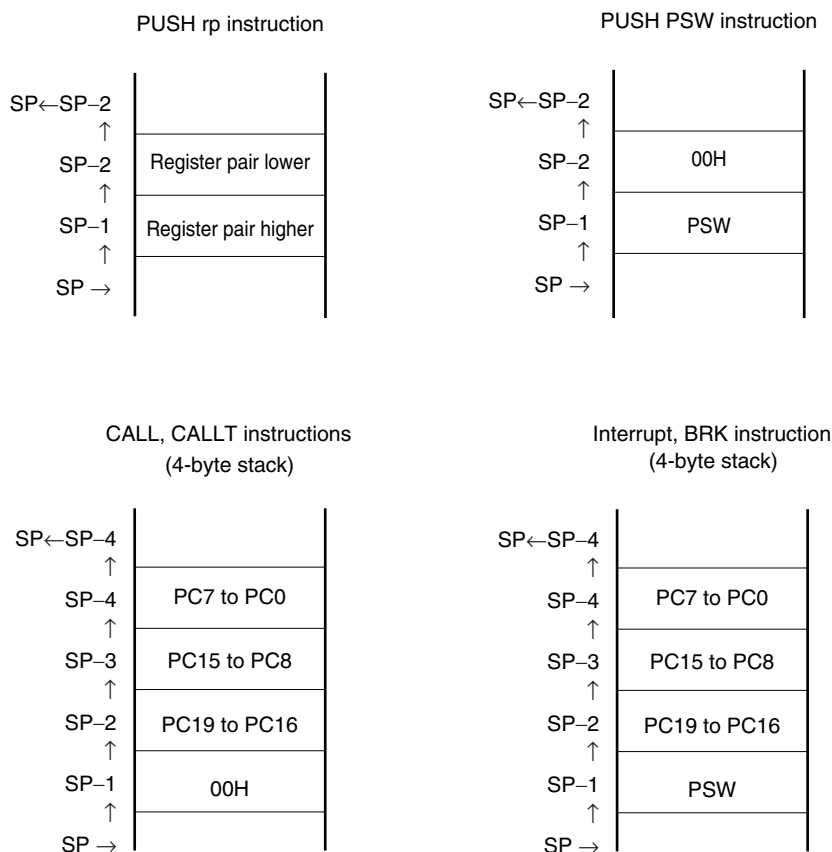 PUSH rp instruction
SP←SP–2
↑
SP–2
↑
SP–1
↑
SP →
Register pair lower
Register pair higher
PUSH PSW instruction
SP←SP–2
↑
SP–2
↑
SP–1
↑
SP →
00H
PSW
CALL, CALLT instructions
(4-byte stack)
SP←SP–4
↑
SP–4
↑
SP–3
↑
SP–2
↑
SP–1
↑
SP →
PC7 to PC0
PC15 to PC8
PC19 to PC16
00H
Interrupt, BRK instruction
(4-byte stack)
SP←SP–4
↑
SP–4
↑
SP–3
↑
SP–2
↑
SP–1
↑
SP →
PC7 to PC0
PC15 to PC8
PC19 to PC16
PSW